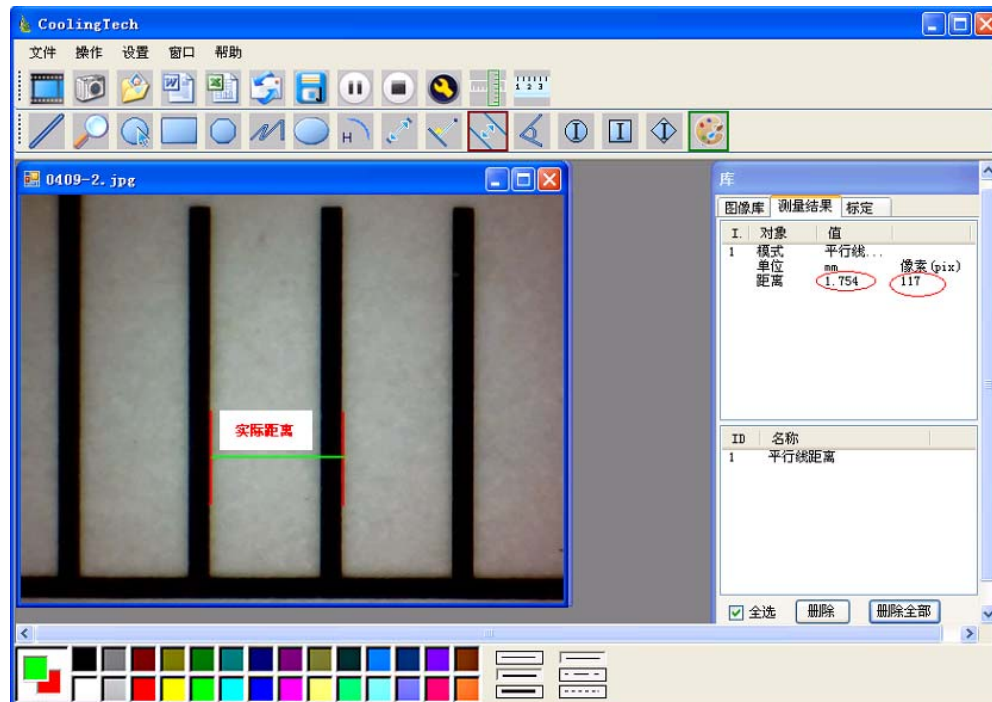 CoolingTech
文件 操作 设置 窗口 帮助
1 2 3
H
I I I
0409-2.jpg
实际距离
库
图像库 测量结果 标定
I. 对象 值
1 模式 平行线...
单位 mm 像素(pix)
距离 1.754 117
ID 名称
1 平行线距离
全选 删除 删除全部